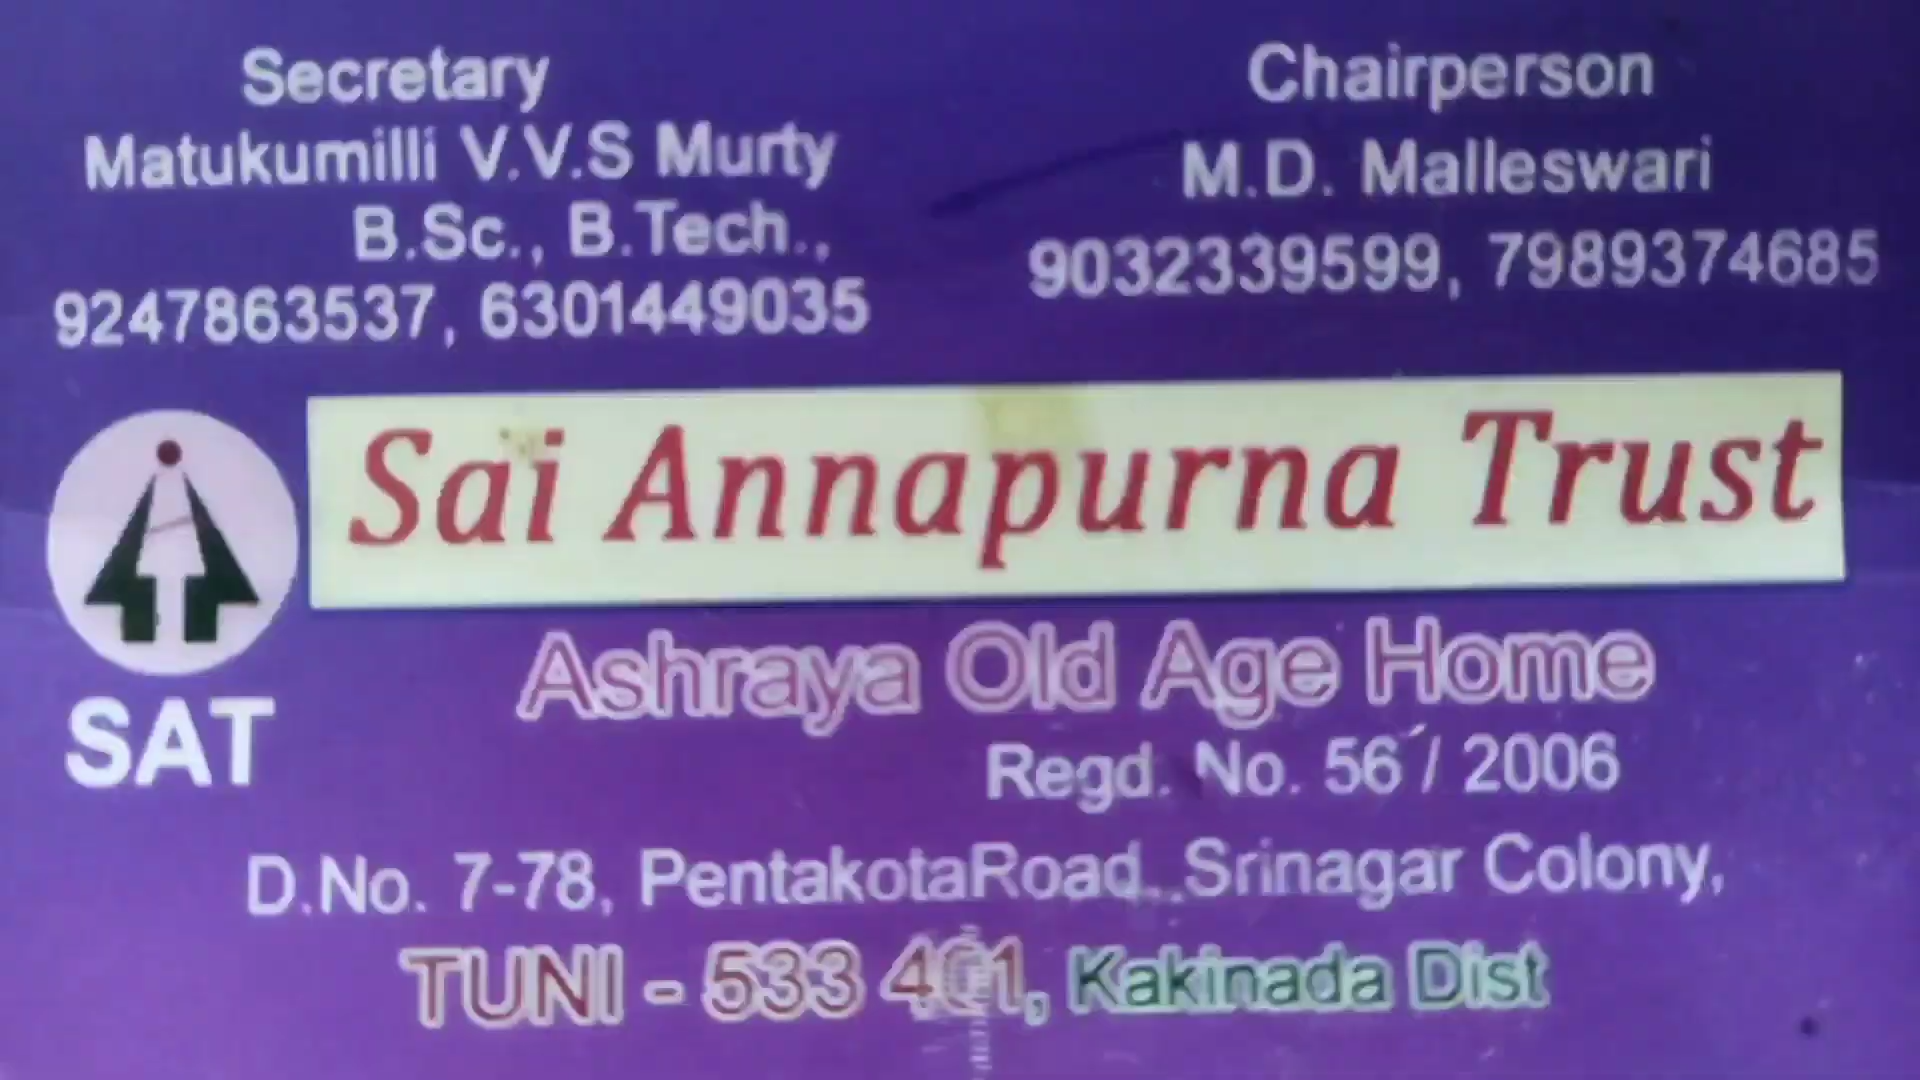 Secretary
Matukumilli V.V.S Murty
B.Sc., B.Tech.,
9247863537, 6301449035
Chairperson
M.D. Malleswari
9032339599, 7989374685
Sai Annapurna Trust
SAT
Ashraya Old Age Home
Regd. No. 56 / 2006
D.No. 7-78, PentakotaRoad, Srinagar Colony,
TUNI - 533 401, Kakinada Dist